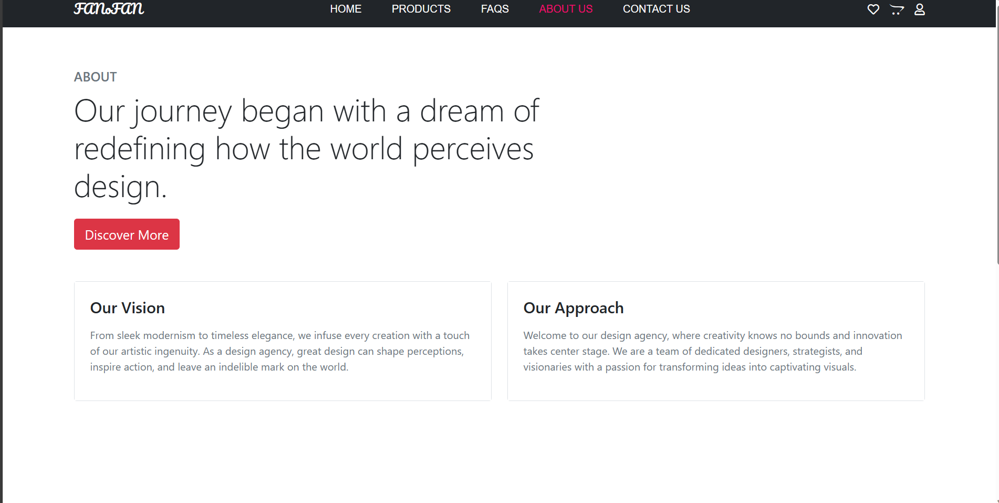 FANoFAN
HOME PRODUCTS FAQS ABOUT US CONTACT US
ABOUT
Our journey began with a dream of
redefining how the world perceives
design.
Discover More
Our Vision
From sleek modernism to timeless elegance, we infuse every creation with a touch
of our artistic ingenuity. As a design agency, great design can shape perceptions,
inspire action, and leave an indelible mark on the world.
Our Approach
Welcome to our design agency, where creativity knows no bounds and innovation
takes center stage. We are a team of dedicated designers, strategists, and
visionaries with a passion for transforming ideas into captivating visuals.